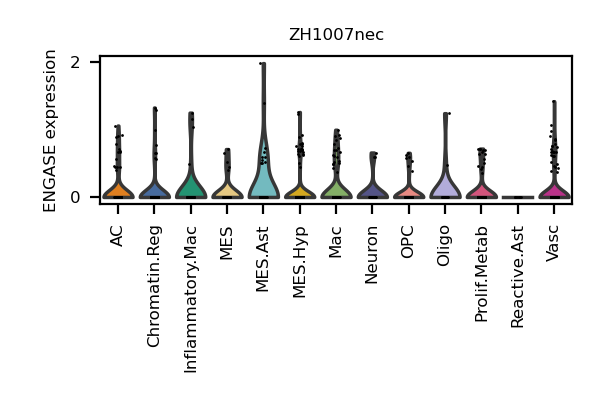 ZH1007nec
ENGASE expression
2
0
AC
Chromatin.Reg
Inflammatory.Mac
MES
MES.Ast
MES.Hyp
Mac
Neuron
OPC
Oligo
Prolif.Metab
Reactive.Ast
Vasc